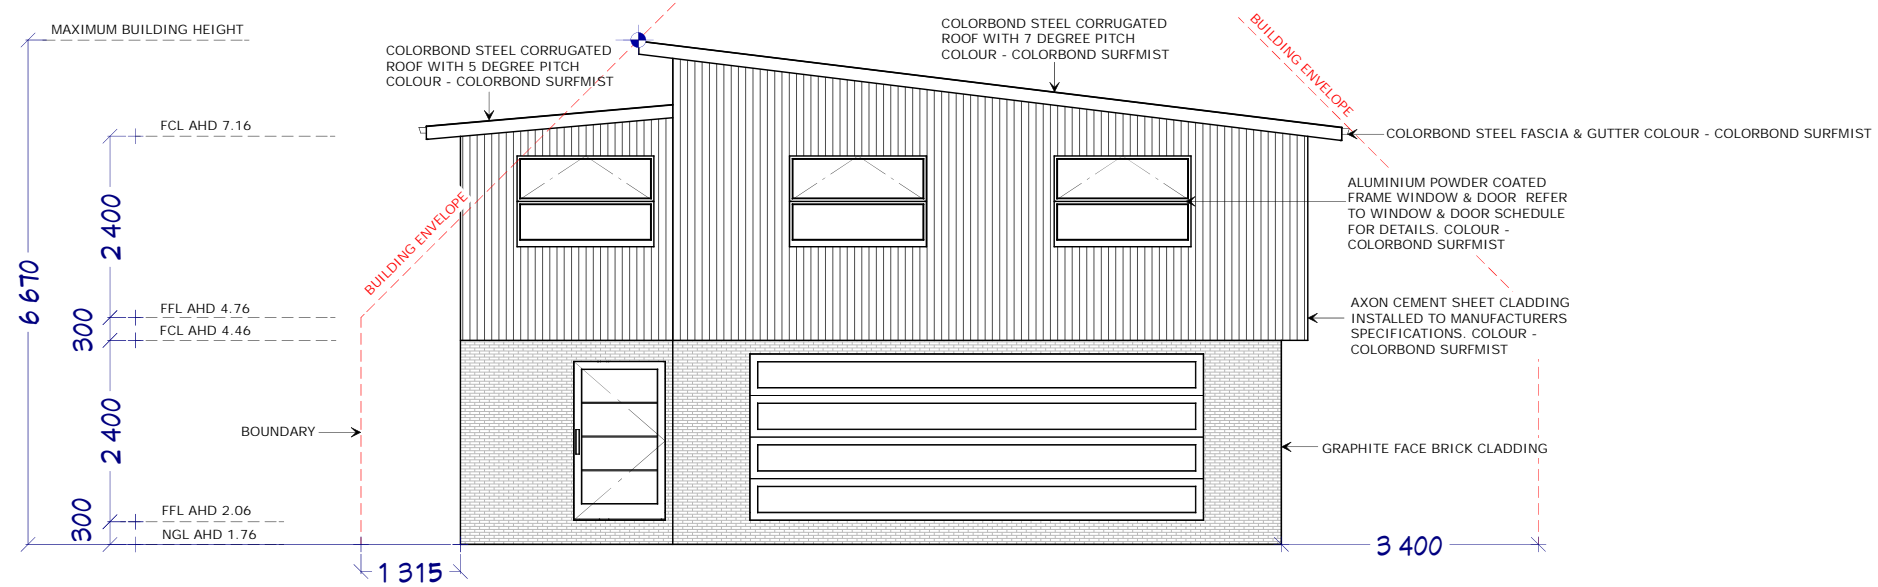 MAXIMUM BUILDING HEIGHT
COLORBOND STEEL CORRUGATED
ROOF WITH 5 DEGREE PITCH
COLOUR - COLORBOND SURFMIST
COLORBOND STEEL CORRUGATED
ROOF WITH 7 DEGREE PITCH
COLOUR - COLORBOND SURFMIST
BUILDING ENVELOPE
FCL AHD 7.16
COLORBOND STEEL FASCIA & GUTTER COLOUR - COLORBOND SURFMIST
ALUMINIUM POWDER COATED
FRAME WINDOW & DOOR REFER
TO WINDOW & DOOR SCHEDULE
FOR DETAILS. COLOUR -
COLORBOND SURFMIST
2 400
BUILDING ENVELOPE
6 670
FFL AHD 4.76
300
FCL AHD 4.46
AXON CEMENT SHEET CLADDING
INSTALLED TO MANUFACTURERS
SPECIFICATIONS. COLOUR -
COLORBOND SURFMIST
2 400
BOUNDARY
GRAPHITE FACE BRICK CLADDING
300
FFL AHD 2.06
NGL AHD 1.76
1 315
3 400